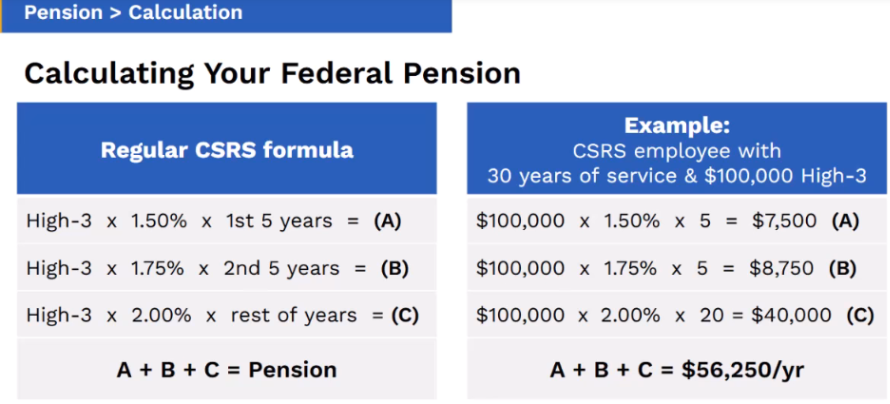 Pension > Calculation
Calculating Your Federal Pension
Regular CSRS formula
High-3 x 1.50% x 1st 5 years = (A)
High-3 x 1.75% x 2nd 5 years = (B)
High-3 x 2.00% x rest of years = (C)
A + B + C = Pension
Example:
CSRS employee with
30 years of service & $100,000 High-3
$100,000 x 1.50% x 5 = $7,500 (A)
$100,000 x 1.75% x 5 = $8,750 (B)
$100,000 x 2.00% x 20 = $40,000 (C)
A + B + C = $56,250/yr